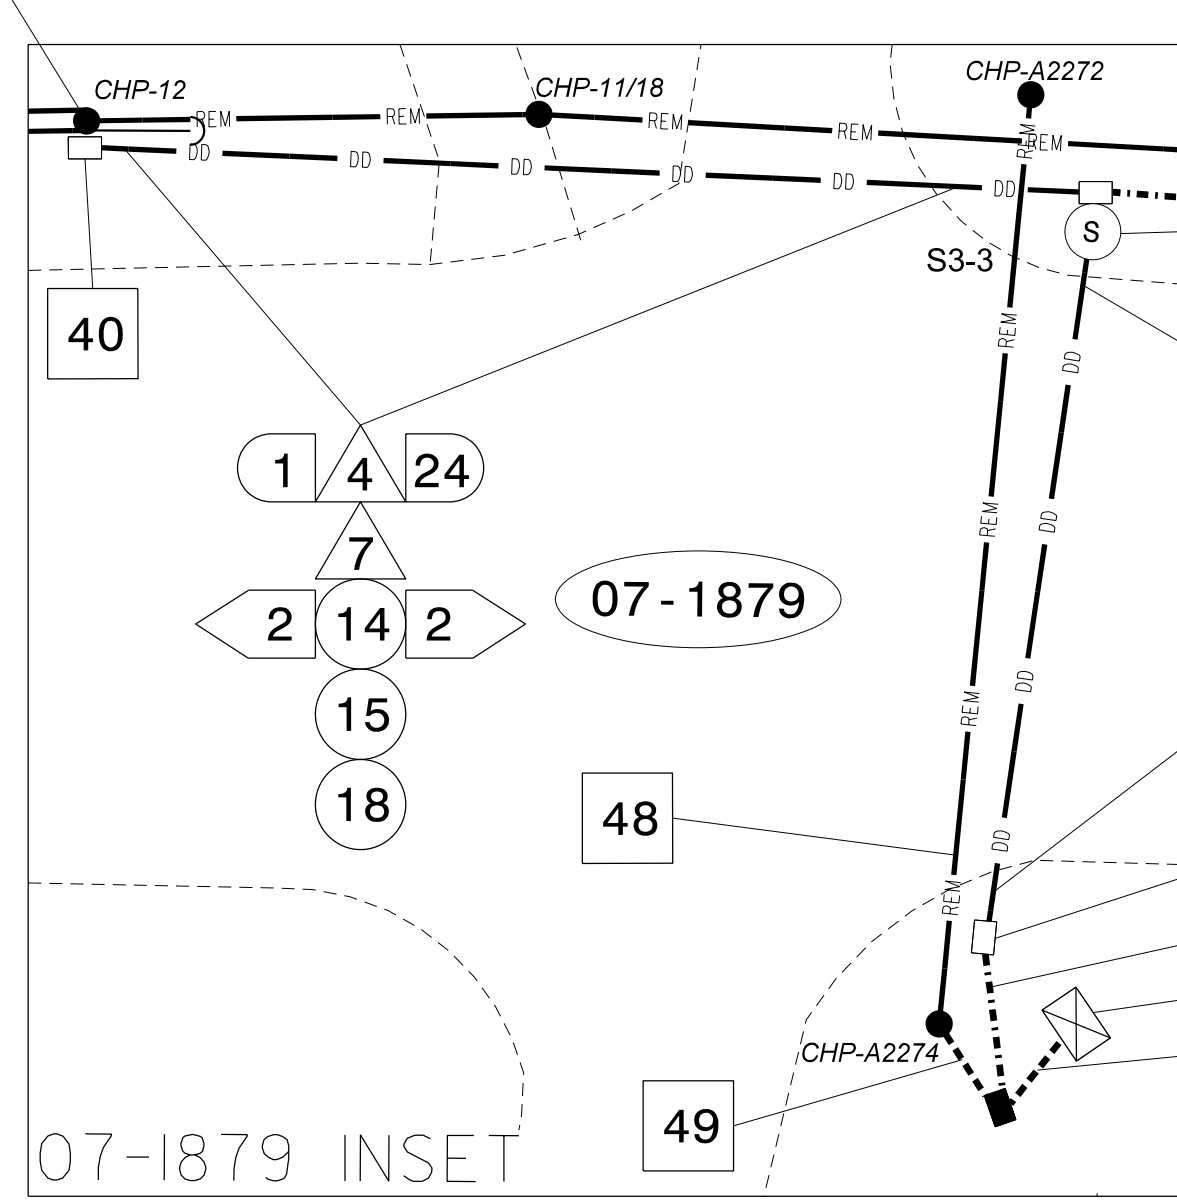 CHP-12
CHP-11/18
CHP-A2272
REM
REM
REM
REM
REM
REM
DD
DD
DD
DD
DD
DD
S
S3-3
40
REM
DD
1
4
24
7
REM
DD
2
14
2
07-1879
15
REM
DD
18
48
DD
REM
CHP-A2274
49
07-1879 INSET